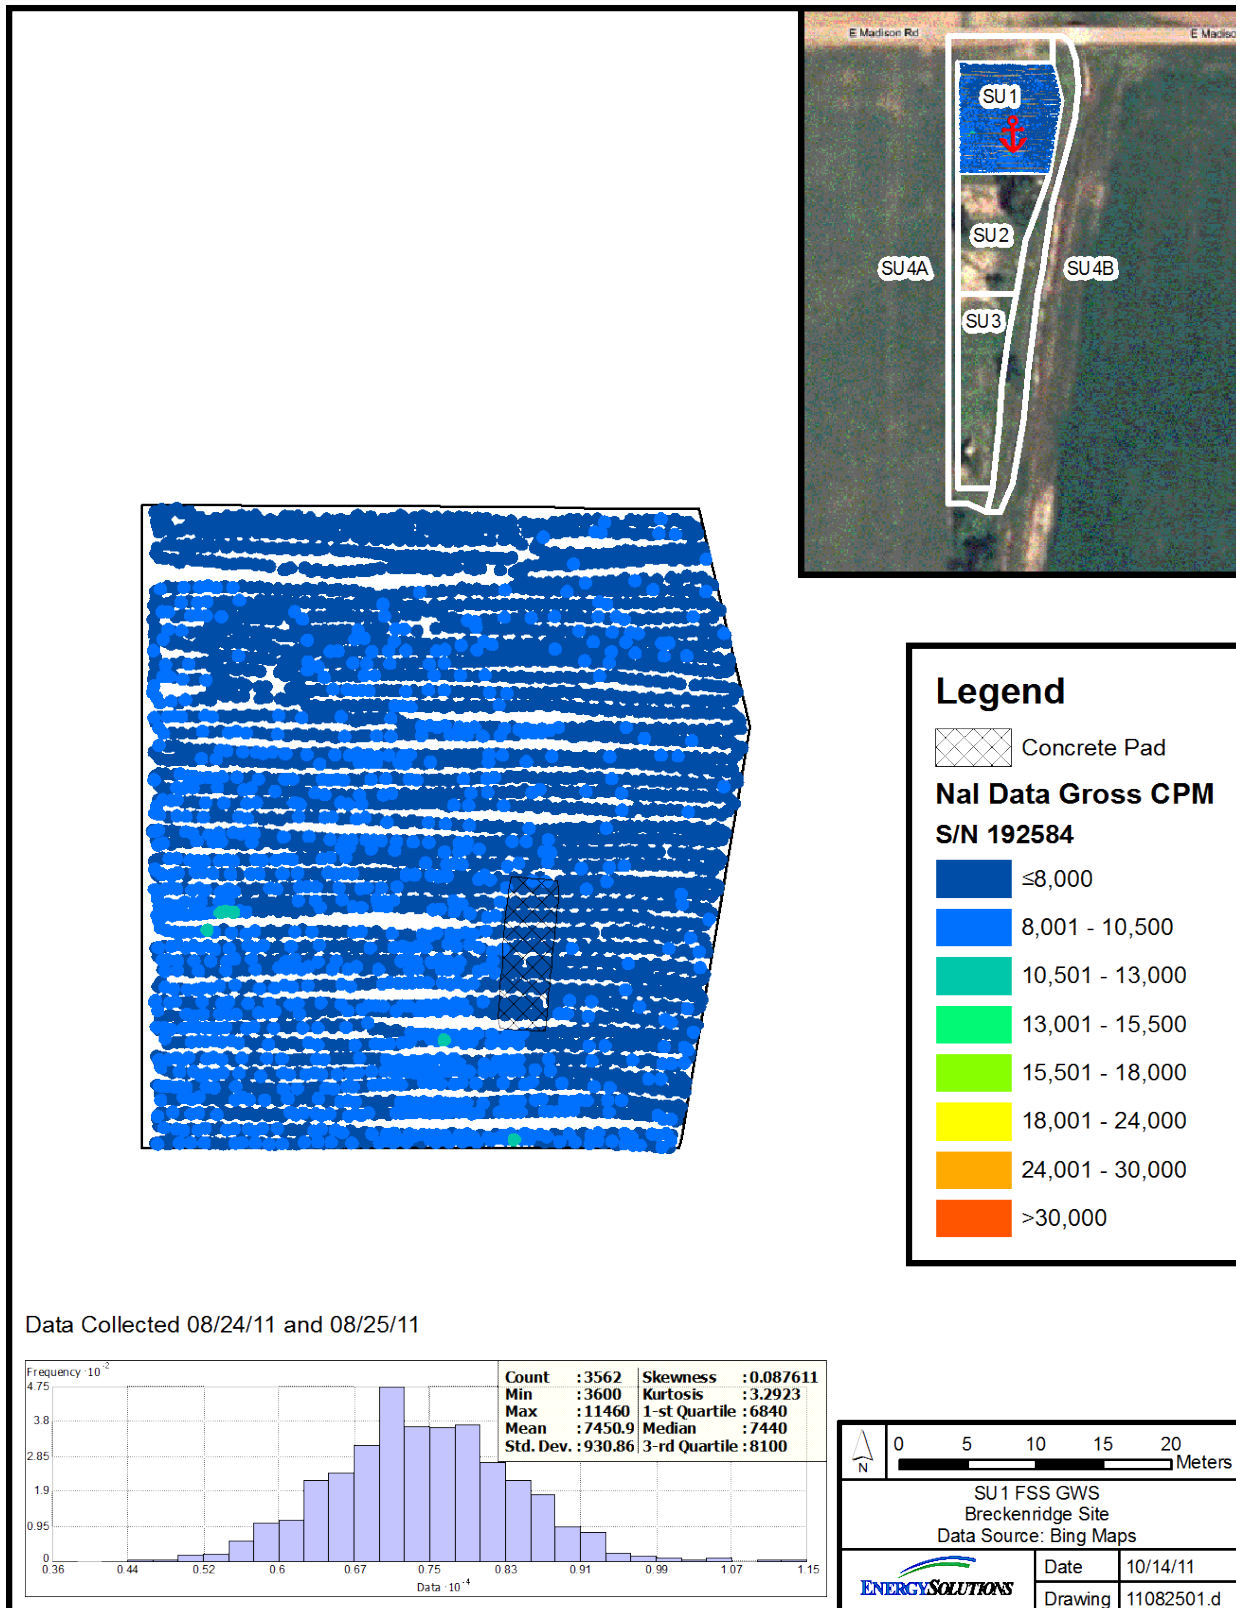 E Madison Rd
E Madiso
SU1
SU2
SU4A
SU4B
SU3
Legend
Concrete Pad
NaI Data Gross CPM
S/N 192584
≤8,000
8,001 - 10,500
10,501 - 13,000
13,001 - 15,500
15,501 - 18,000
18,001 - 24,000
24,001 - 30,000
>30,000
Data Collected 08/24/11 and 08/25/11
Frequency ·10⁻²
4.75
3.8
2.85
1.9
0.95
0
0.36 0.44 0.52 0.6 0.67 0.75 0.83 0.91 0.99 1.07 1.15
Data ·10⁻⁴
Count : 3562 Skewness : 0.087611
Min : 3600 Kurtosis : 3.2923
Max : 11460 1-st Quartile : 6840
Mean : 7450.9 Median : 7440
Std. Dev. : 930.86 3-rd Quartile : 8100
N
0 5 10 15 20
Meters
SU1 FSS GWS
Breckenridge Site
Data Source: Bing Maps
ENERGYSOLUTIONS
Date 10/14/11
Drawing 11082501.d